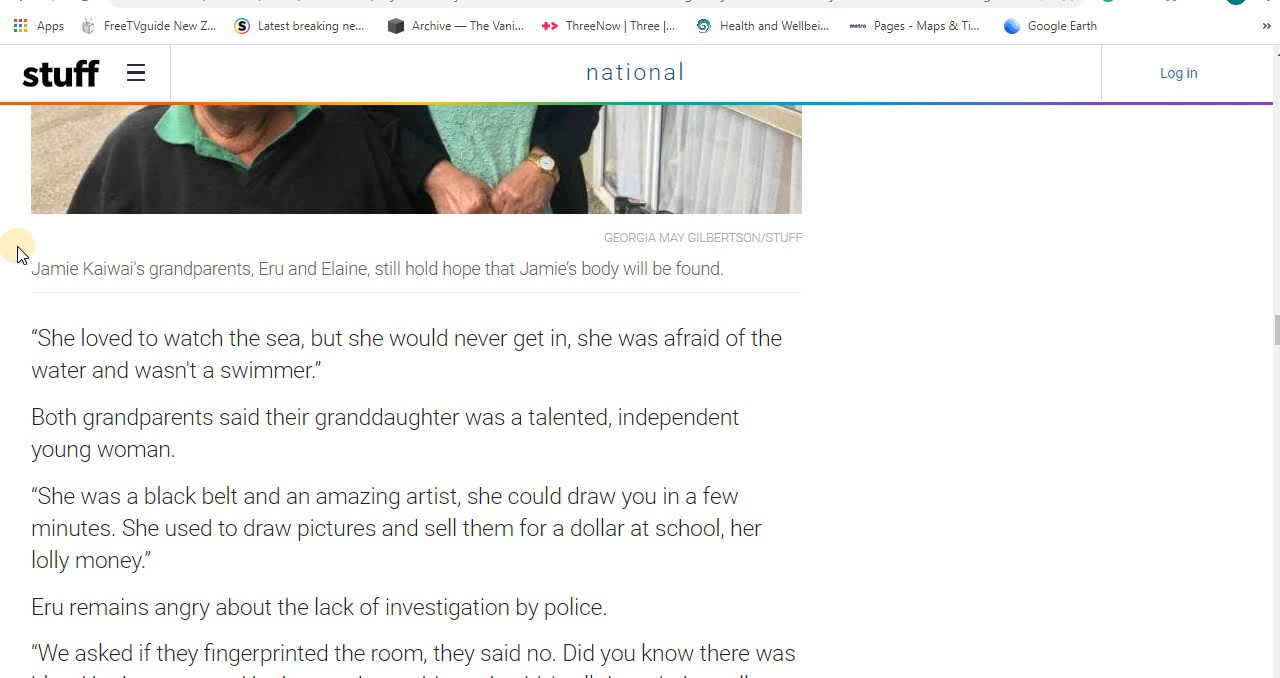 Apps FreeTVguide New Z... Latest breaking ne... Archive — The Vani... ThreeNow | Three |... Health and Wellbei... metro Pages - Maps & Ti... Google Earth »
stuff national Log in
GEORGIA MAY GILBERTSON/STUFF
Jamie Kaiwai's grandparents, Eru and Elaine, still hold hope that Jamie's body will be found.
“She loved to watch the sea, but she would never get in, she was afraid of the
water and wasn't a swimmer.”
Both grandparents said their granddaughter was a talented, independent
young woman.
“She was a black belt and an amazing artist, she could draw you in a few
minutes. She used to draw pictures and sell them for a dollar at school, her
lolly money.”
Eru remains angry about the lack of investigation by police.
“We asked if they fingerprinted the room, they said no. Did you know there was